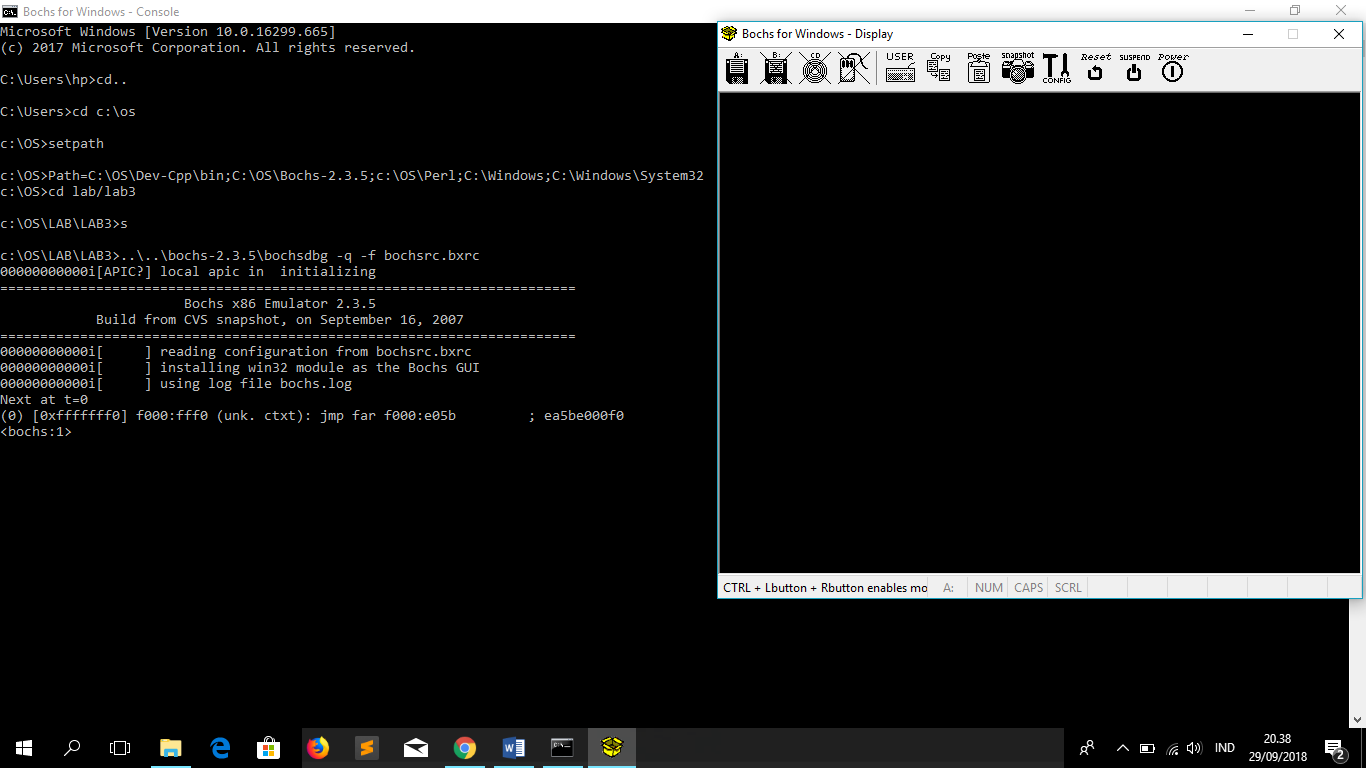 Bochs for Windows - Console
Microsoft Windows [Version 10.0.16299.665]
(c) 2017 Microsoft Corporation. All rights reserved.
C:\Users\hp>cd..
C:\Users>cd c:\os
c:\OS>setpath
c:\OS>Path=C:\OS\Dev-Cpp\bin;C:\OS\Bochs-2.3.5;c:\OS\Perl;C:\Windows;C:\Windows\System32
c:\OS>cd lab/lab3
c:\OS\LAB\LAB3>s
c:\OS\LAB\LAB3>..\..\bochs-2.3.5\bochsdbg -q -f bochsrc.bxrc
00000000000i[APIC?] local apic in  initializing
========================================================================
Bochs x86 Emulator 2.3.5
Build from CVS snapshot, on September 16, 2007
========================================================================
00000000000i[     ] reading configuration from bochsrc.bxrc
00000000000i[     ] installing win32 module as the Bochs GUI
00000000000i[     ] using log file bochs.log
Next at t=0
(0) [0xfffffff0] f000:fff0 (unk. ctxt): jmp far f000:e05b         ; ea5be000f0
<bochs:1>
Bochs for Windows - Display
A: B: CD USER Copy Paste snapshot CONFIG Reset SUSPEND Power
CTRL + Lbutton + Rbutton enables mo A: NUM CAPS SCRL
IND
20.38
29/09/2018
2